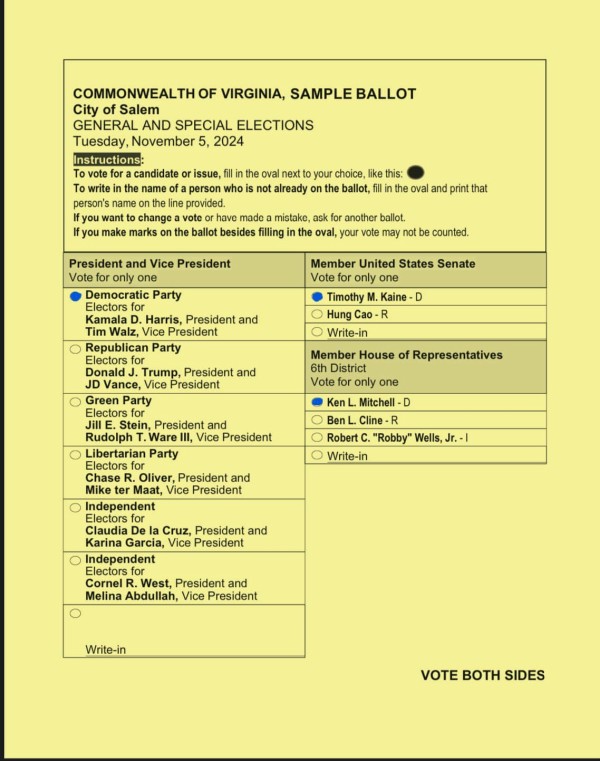 COMMONWEALTH OF VIRGINIA, SAMPLE BALLOT
City of Salem
GENERAL AND SPECIAL ELECTIONS
Tuesday, November 5, 2024
Instructions:
To vote for a candidate or issue, fill in the oval next to your choice, like this:
To write in the name of a person who is not already on the ballot, fill in the oval and print that
person's name on the line provided.
If you want to change a vote or have made a mistake, ask for another ballot.
If you make marks on the ballot besides filling in the oval, your vote may not be counted.
President and Vice President
Vote for only one
Democratic Party
Electors for
Kamala D. Harris, President and
Tim Walz, Vice President
Republican Party
Electors for
Donald J. Trump, President and
JD Vance, Vice President
Green Party
Electors for
Jill E. Stein, President and
Rudolph T. Ware III, Vice President
Libertarian Party
Electors for
Chase R. Oliver, President and
Mike ter Maat, Vice President
Independent
Electors for
Claudia De la Cruz, President and
Karina Garcia, Vice President
Independent
Electors for
Cornel R. West, President and
Melina Abdullah, Vice President
Write-in
Member United States Senate
Vote for only one
Timothy M. Kaine - D
Hung Cao - R
Write-in
Member House of Representatives
6th District
Vote for only one
Ken L. Mitchell - D
Ben L. Cline - R
Robert C. "Robby" Wells, Jr. - I
Write-in
VOTE BOTH SIDES